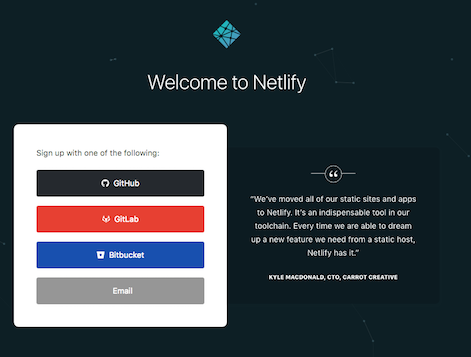 Welcome to Netlify
Sign up with one of the following:
GitHub
GitLab
Bitbucket
Email
“We’ve moved all of our static sites and apps
to Netlify. It’s an indispensable tool in our
toolchain. Every time we are able to dream
up a new feature we need from a static host,
Netlify has it.”
KYLE MACDONALD, CTO, CARROT CREATIVE